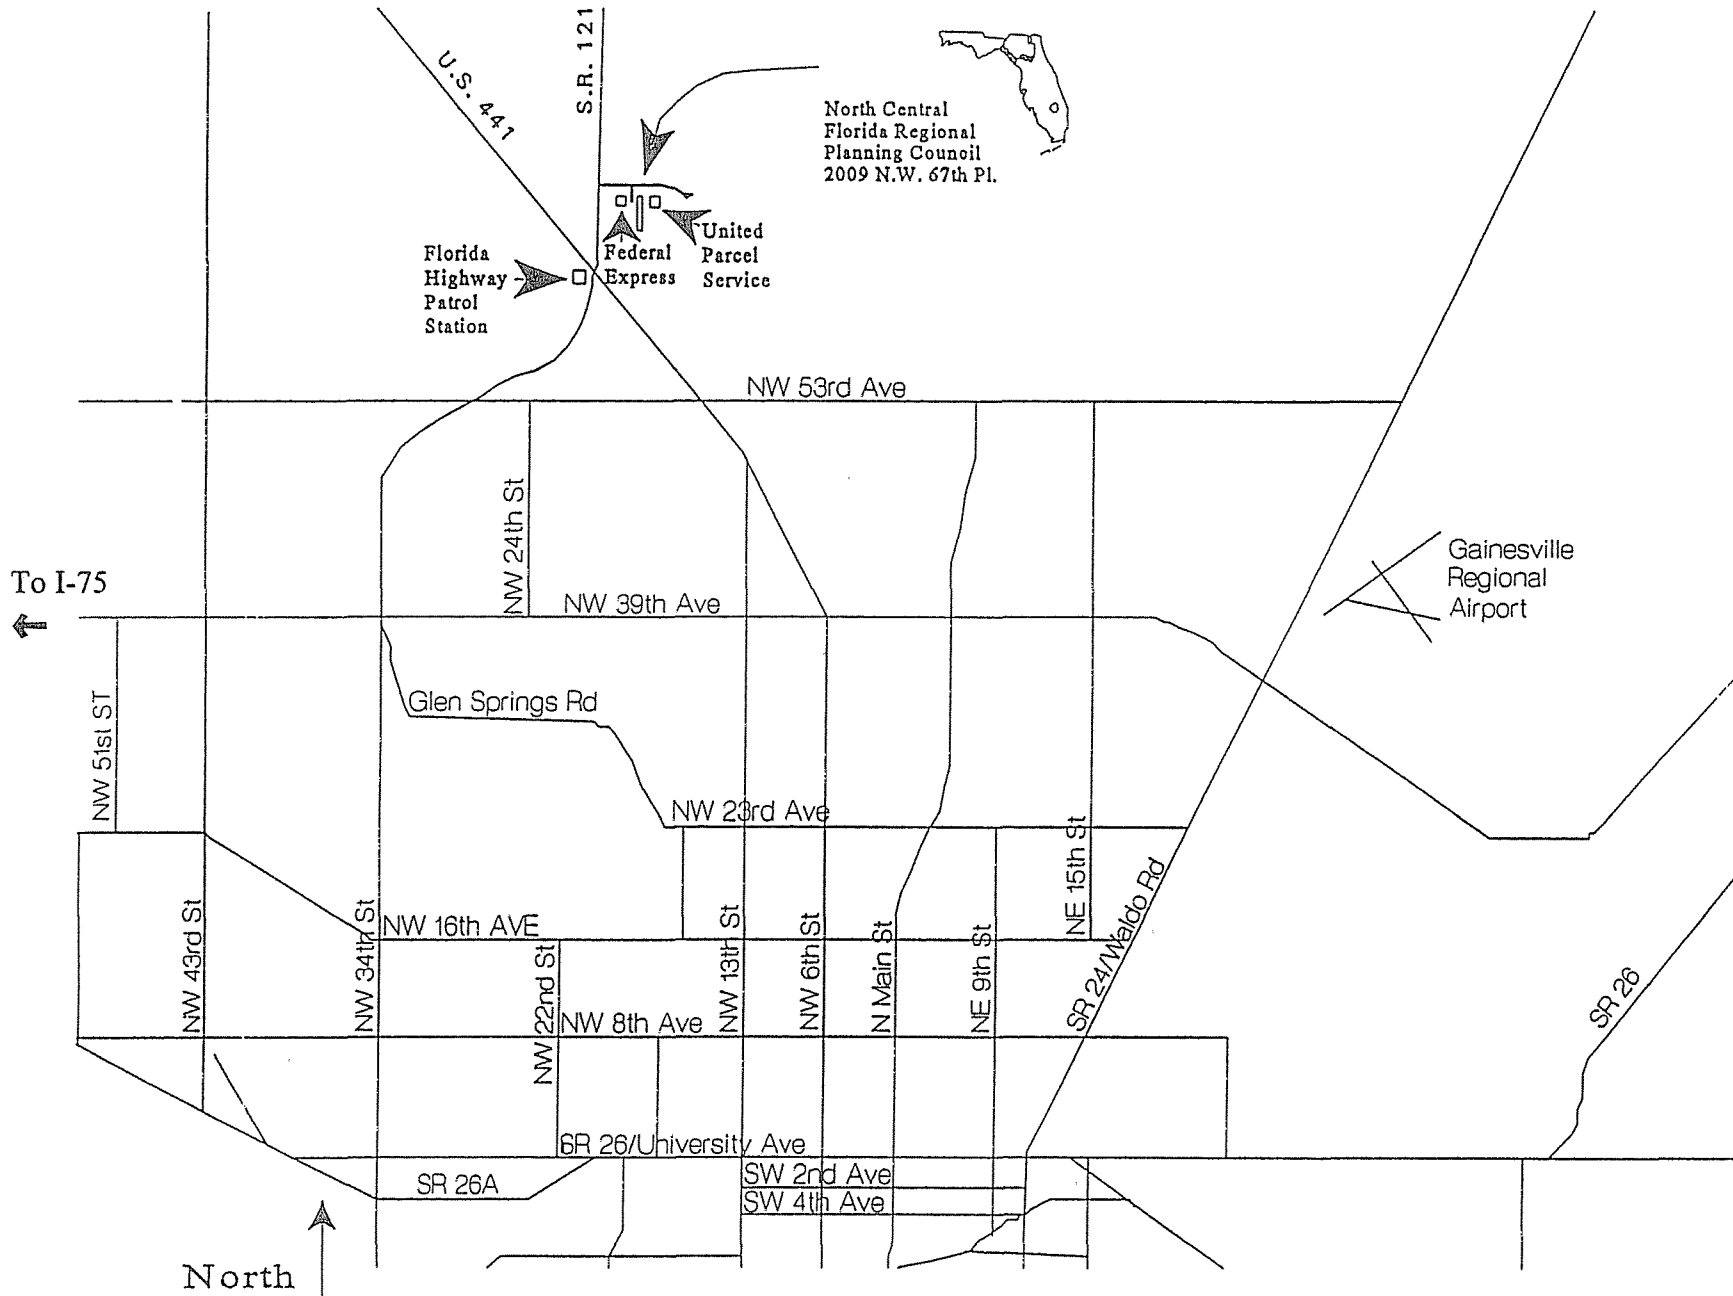 U.S. 441
S.R. 121
North Central
Florida Regional
Planning Council
2009 N.W. 67th Pl.
United
Parcel
Service
Federal
Express
Florida
Highway
Patrol
Station
NW 53rd Ave
NW 24th St
Gainesville
Regional
Airport
To I-75
NW 39th Ave
Glen Springs Rd
NW 51st ST
NW 23rd Ave
NE 15th St
SR 24/Waldo Rd
NW 43rd St
NW 34th St
NW 16th AVE
NW 22nd St
NW 13th St
NW 6th St
N Main St
NE 9th St
SR 26
NW 8th Ave
SR 26/University Ave
SW 2nd Ave
SR 26A
SW 4th Ave
North